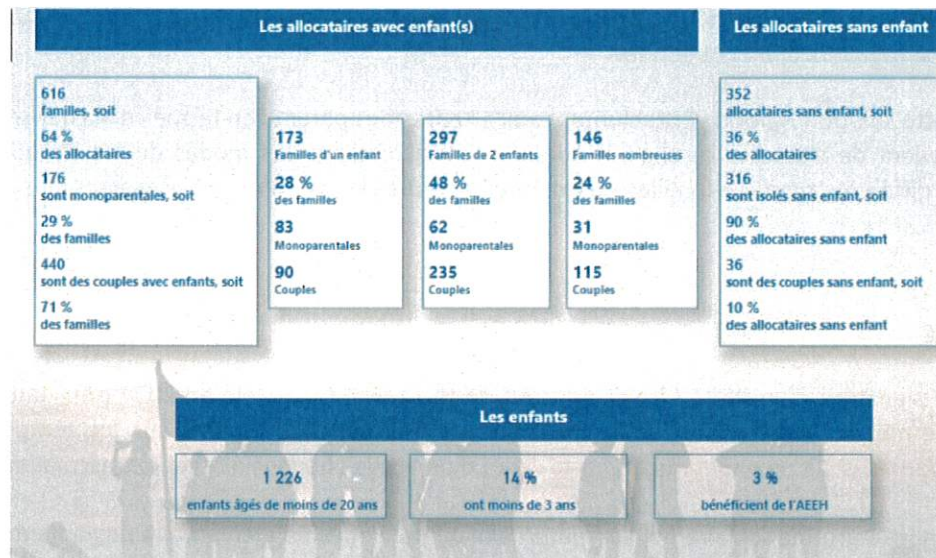 Les allocataires avec enfant(s)
616
familles, soit
64 %
des allocataires
176
sont monoparentales, soit
29 %
des familles
440
sont des couples avec enfants, soit
71 %
des familles
173
Familles d'un enfant
28 %
des familles
83
Monoparentales
90
Couples
297
Familles de 2 enfants
48 %
des familles
62
Monoparentales
235
Couples
146
Familles nombreuses
24 %
des familles
31
Monoparentales
115
Couples
Les allocataires sans enfant
352
allocataires sans enfant, soit
36 %
des allocataires
316
sont isolés sans enfant, soit
90 %
des allocataires sans enfant
36
sont des couples sans enfant, soit
10 %
des allocataires sans enfant
Les enfants
1 226
enfants âgés de moins de 20 ans
14 %
ont moins de 3 ans
3 %
bénéficient de l'AEEH